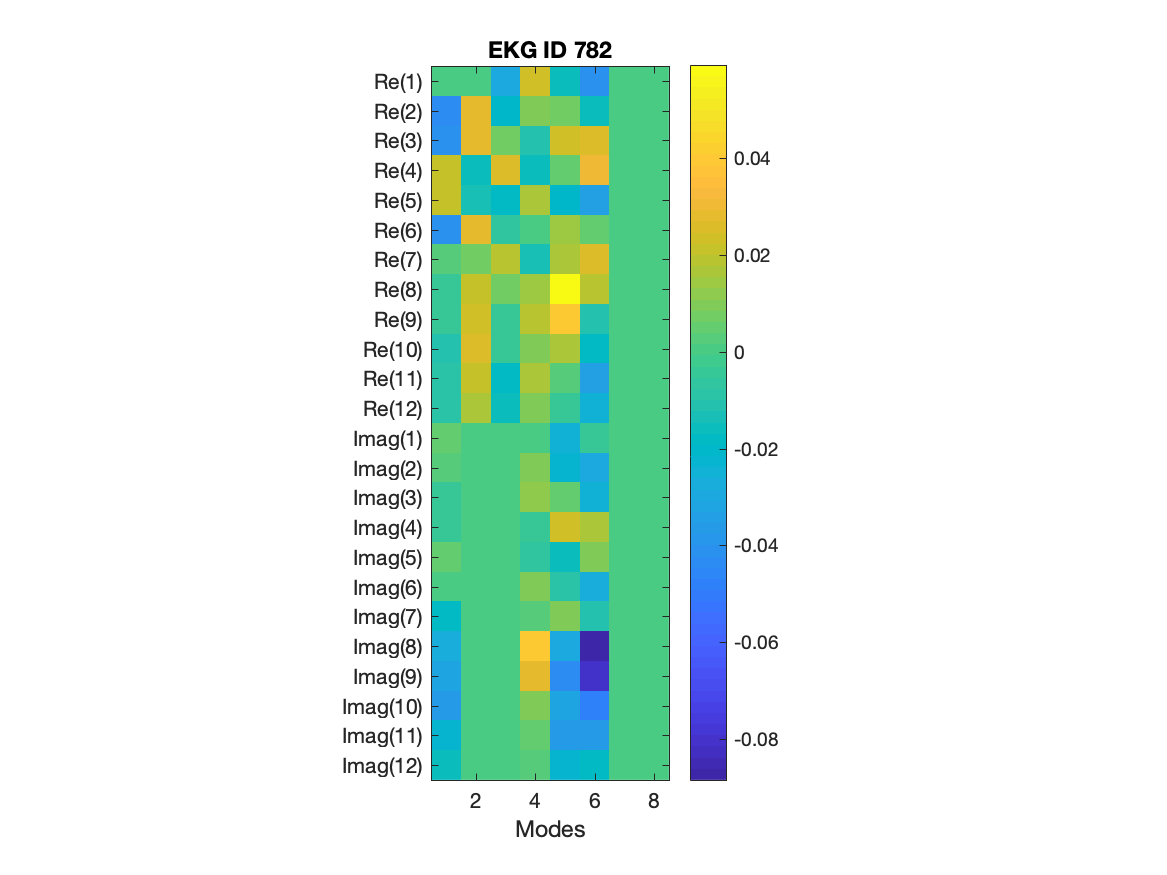 EKG ID 782
Re(1)
Re(2)
Re(3)
Re(4)
Re(5)
Re(6)
Re(7)
Re(8)
Re(9)
Re(10)
Re(11)
Re(12)
Imag(1)
Imag(2)
Imag(3)
Imag(4)
Imag(5)
Imag(6)
Imag(7)
Imag(8)
Imag(9)
Imag(10)
Imag(11)
Imag(12)
2 4 6 8
Modes
0.04
0.02
0
-0.02
-0.04
-0.06
-0.08